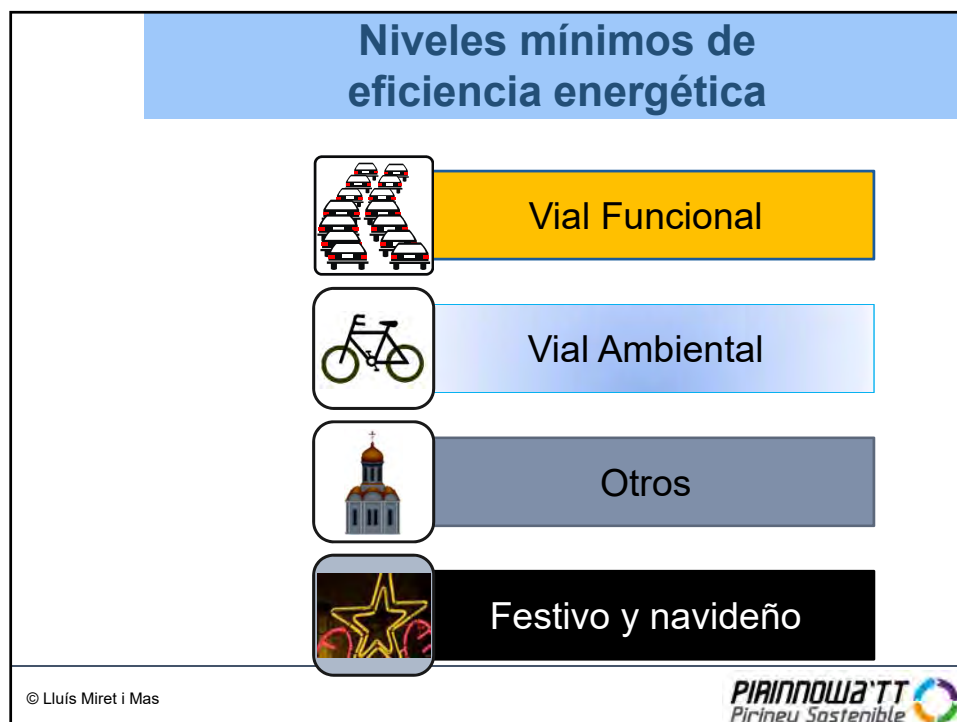 Niveles mínimos de
eficiencia energética
Vial Funcional
Vial Ambiental
Otros
Festivo y navideño
© Lluís Miret i Mas
PIRINNOWA'TT
Pirineu Sostenible